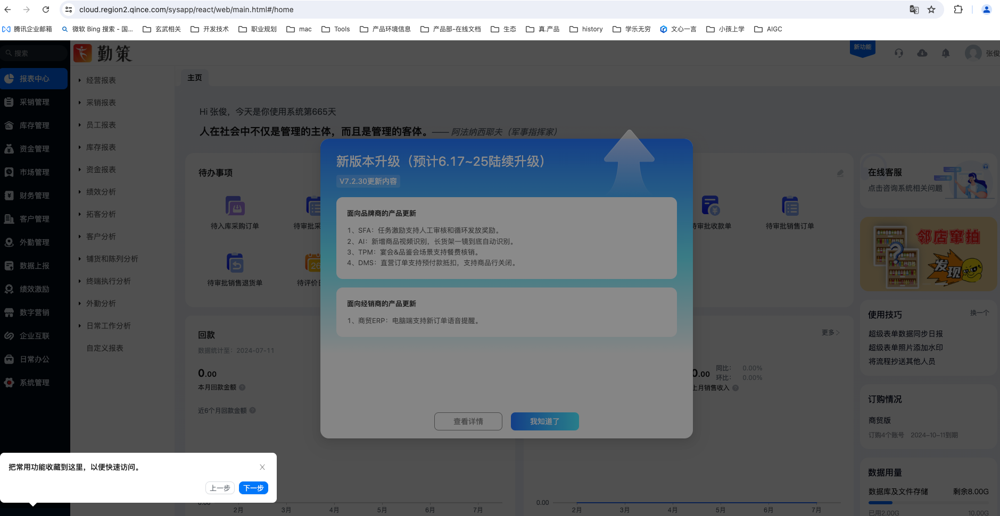 cloud.region2.qince.com/sysapp/react/web/main.html#/home
腾讯企业邮箱
微软 Bing 搜索 - 国...
玄武相关
开发技术
职业规划
mac
Tools
产品环境信息
产品部-在线文档
生态
真.产品
history
学乐无穷
文心一言
小孩上学
AIGC
搜索
勤策
新功能
张俊
报表中心
采销管理
库存管理
资金管理
市场管理
财务管理
客户管理
外勤管理
数据上报
绩效激励
数字营销
企业互联
日常办公
系统管理
经营报表
采销报表
员工报表
库存报表
资金报表
绩效分析
拓客分析
客户分析
铺货和陈列分析
终端执行分析
外勤分析
日常工作分析
自定义报表
主页
Hi 张俊，今天是你使用系统第665天
人在社会中不仅是管理的主体，而且是管理的客体。—— 阿法纳西耶夫（军事指挥家）
待办事项
待入库采购订单
待审批采
待审批收款单
待审批销售订单
待审批销售退货单
26
待评价日
新版本升级（预计6.17~25陆续升级）
V7.2.30更新内容
面向品牌商的产品更新
1、SFA：任务激励支持人工审核和循环发放奖励。
2、AI：新增商品视频识别，长货架一镜到底自动识别。
3、TPM：宴会&品鉴会场景支持餐费核销。
4、DMS：直营订单支持预付款抵扣，支持商品行关闭。
面向经销商的产品更新
1、商贸ERP：电脑端支持新订单语音提醒。
查看详情
我知道了
回款
数据统计至：2024-07-11
0.00
本月回款金额
近6个月回款金额
更多
0.00
同比： 0.00%
环比： 0.00%
上月销售收入
0.00
2月
3月
4月
5月
6月
7月
0.00
2月
3月
4月
5月
6月
7月
在线客服
点击咨询系统相关问题
邻店窜拍
发现
使用技巧
换一个
超级表单数据同步日报
超级表单照片添加水印
将流程抄送其他人员
订购情况
商贸版
订购4个账号 2024-10-11到期
数据用量
数据库及文件存储
剩余8.00G
已用2.00G
10.00G
把常用功能收藏到这里，以便快速访问。
上一步
下一步